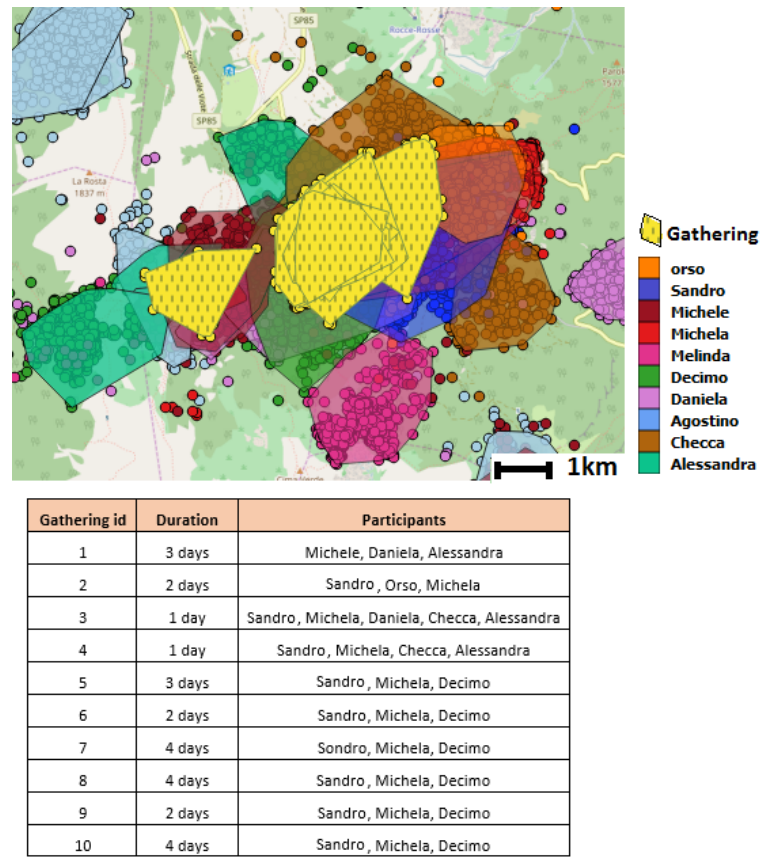 SP85
Rocce-Rosse
Strada delle Viote
SP85
La Rosta
1837 m
1577
1km
Gathering
orso
Sandro
Michele
Michela
Melinda
Decimo
Daniela
Agostino
Checca
Alessandra
Gathering id Duration Participants
1 3 days Michele, Daniela, Alessandra
2 2 days Sandro, Orso, Michela
3 1 day Sandro, Michela, Daniela, Checca, Alessandra
4 1 day Sandro, Michela, Checca, Alessandra
5 3 days Sandro, Michela, Decimo
6 2 days Sandro, Michela, Decimo
7 4 days Sondro, Michela, Decimo
8 4 days Sandro, Michela, Decimo
9 2 days Sandro, Michela, Decimo
10 4 days Sandro, Michela, Decimo